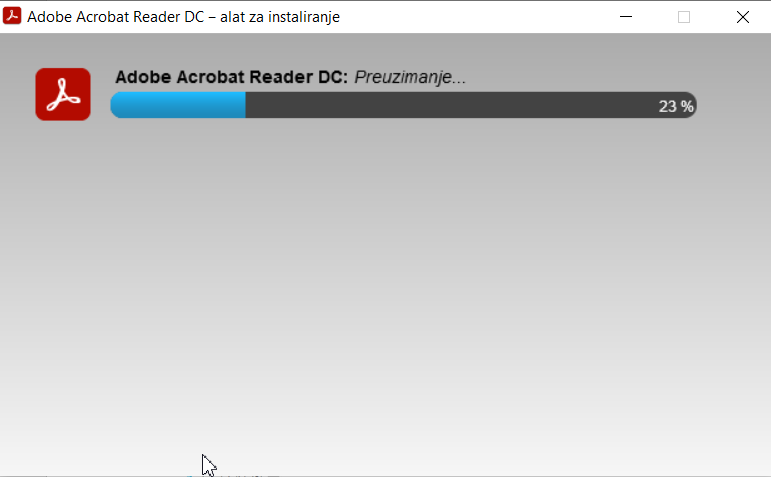 Adobe Acrobat Reader DC – alat za instaliranje
Adobe Acrobat Reader DC: Preuzimanje...
23 %